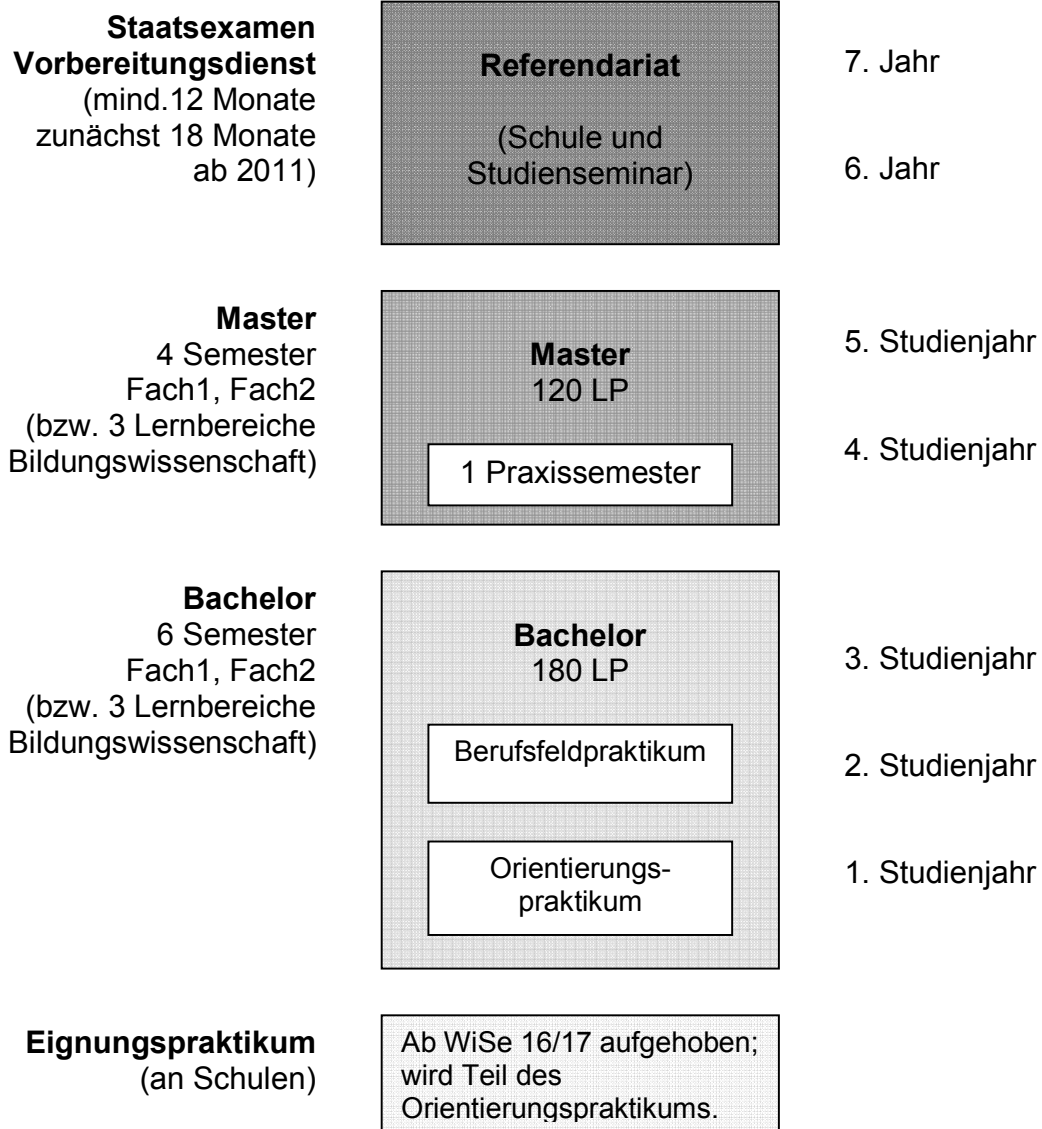 Staatsexamen
Vorbereitungsdienst
(mind.12 Monate
zunächst 18 Monate
ab 2011)
Referendariat
(Schule und
Studienseminar)
7. Jahr
6. Jahr
Master
4 Semester
Fach1, Fach2
(bzw. 3 Lernbereiche
Bildungswissenschaft)
Master
120 LP
1 Praxissemester
5. Studienjahr
4. Studienjahr
Bachelor
6 Semester
Fach1, Fach2
(bzw. 3 Lernbereiche
Bildungswissenschaft)
Bachelor
180 LP
Berufsfeldpraktikum
Orientierungs-
praktikum
3. Studienjahr
2. Studienjahr
1. Studienjahr
Eignungspraktikum
(an Schulen)
Ab WiSe 16/17 aufgehoben;
wird Teil des
Orientierungspraktikums.